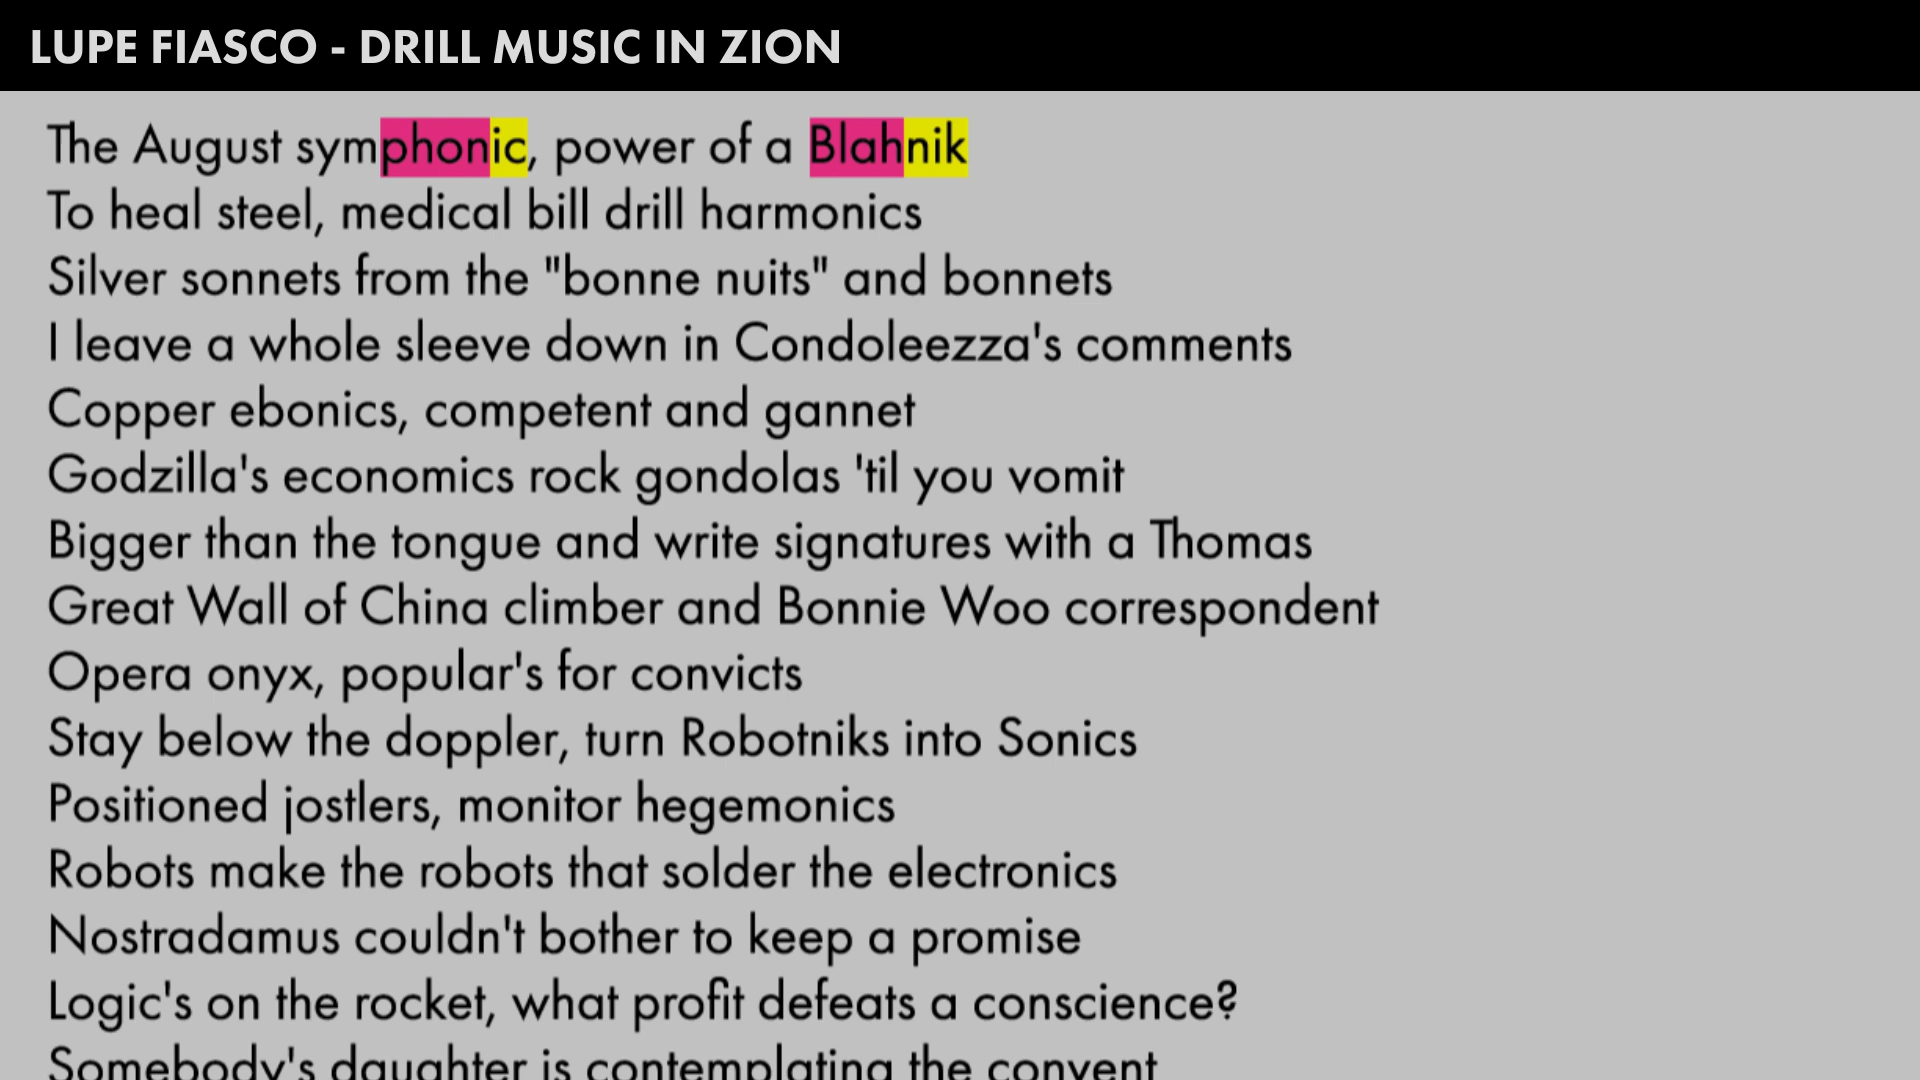 LUPE FIASCO - DRILL MUSIC IN ZION
The August symphonic, power of a Blahnik
To heal steel, medical bill drill harmonics
Silver sonnets from the "bonne nuits" and bonnets
I leave a whole sleeve down in Condoleezza's comments
Copper ebonics, competent and gannet
Godzilla's economics rock gondolas 'til you vomit
Bigger than the tongue and write signatures with a Thomas
Great Wall of China climber and Bonnie Woo correspondent
Opera onyx, popular's for convicts
Stay below the doppler, turn Robotniks into Sonics
Positioned jostlers, monitor hegemonics
Robots make the robots that solder the electronics
Nostradamus couldn't bother to keep a promise
Logic's on the rocket, what profit defeats a conscience?
Somebody's daughter is contemplating the convent